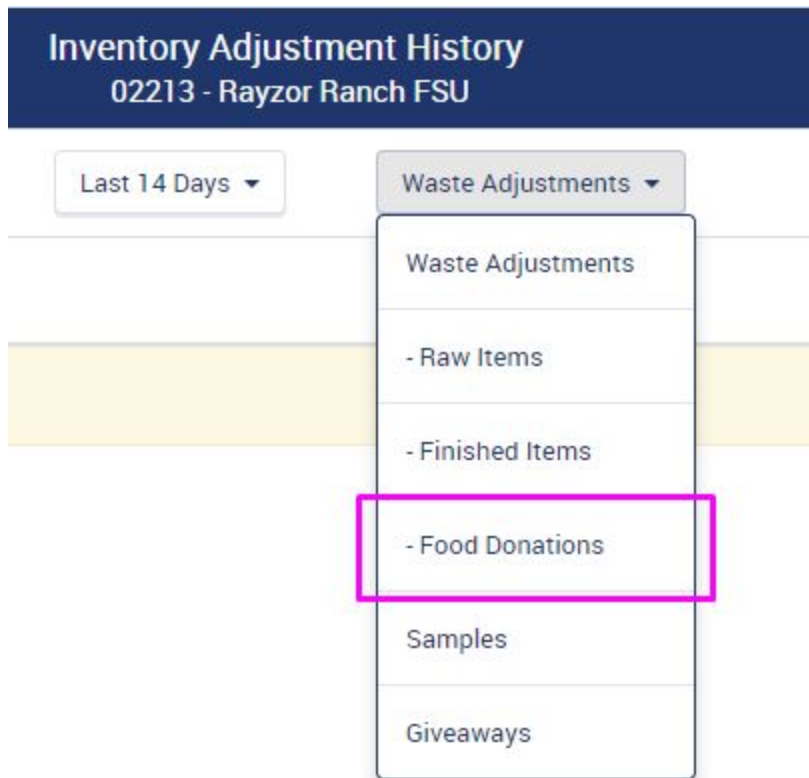 Inventory Adjustment History
02213 - Rayzor Ranch FSU
Last 14 Days
Waste Adjustments
Waste Adjustments
- Raw Items
- Finished Items
- Food Donations
Samples
Giveaways